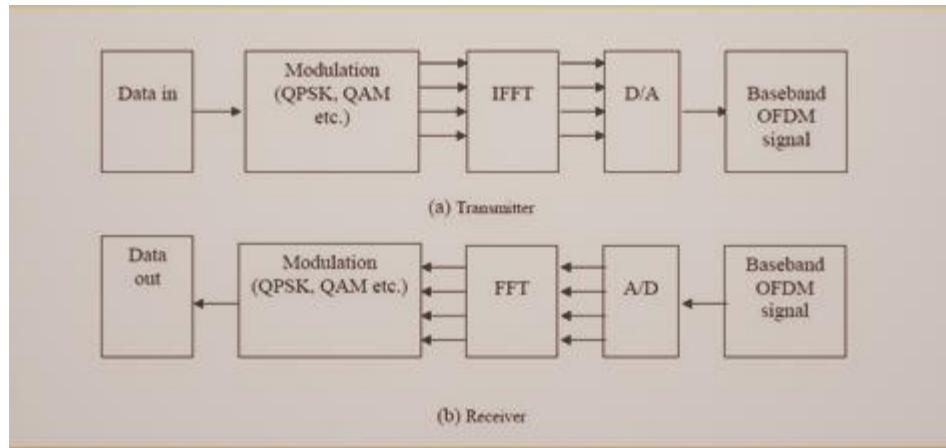 Data in
Modulation
(QPSK, QAM
etc.)
IFFT
D/A
Baseband
OFDM
signal
(a) Transmitter
Data
out
Modulation
(QPSK, QAM etc.)
FFT
A/D
Baseband
OFDM
signal
(b) Receiver